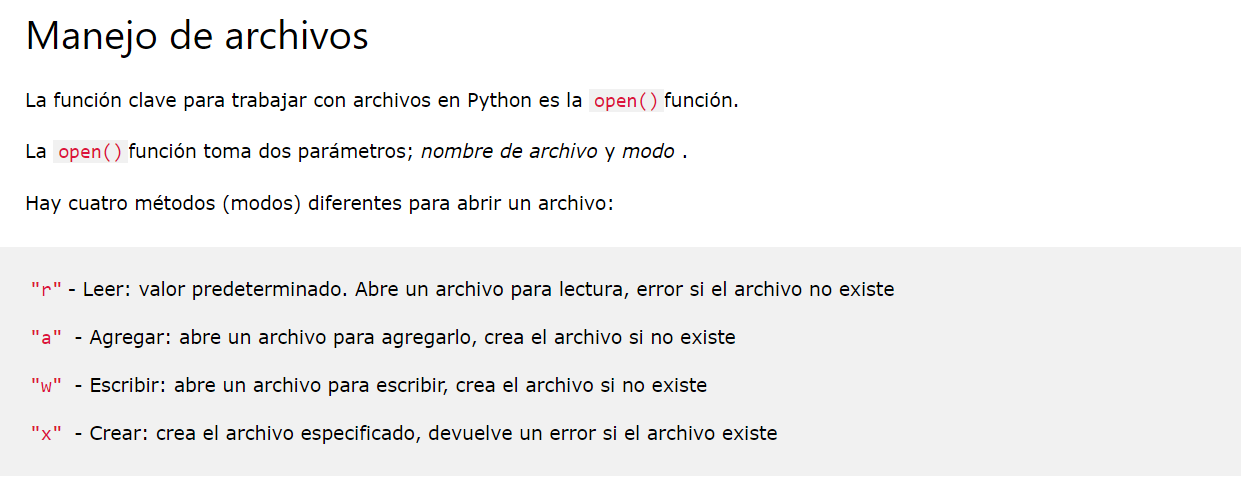 Manejo de archivos
La función clave para trabajar con archivos en Python es la open() función.
La open() función toma dos parámetros; nombre de archivo y modo .
Hay cuatro métodos (modos) diferentes para abrir un archivo:
"r" - Leer: valor predeterminado. Abre un archivo para lectura, error si el archivo no existe
"a" - Agregar: abre un archivo para agregarlo, crea el archivo si no existe
"w" - Escribir: abre un archivo para escribir, crea el archivo si no existe
"x" - Crear: crea el archivo especificado, devuelve un error si el archivo existe